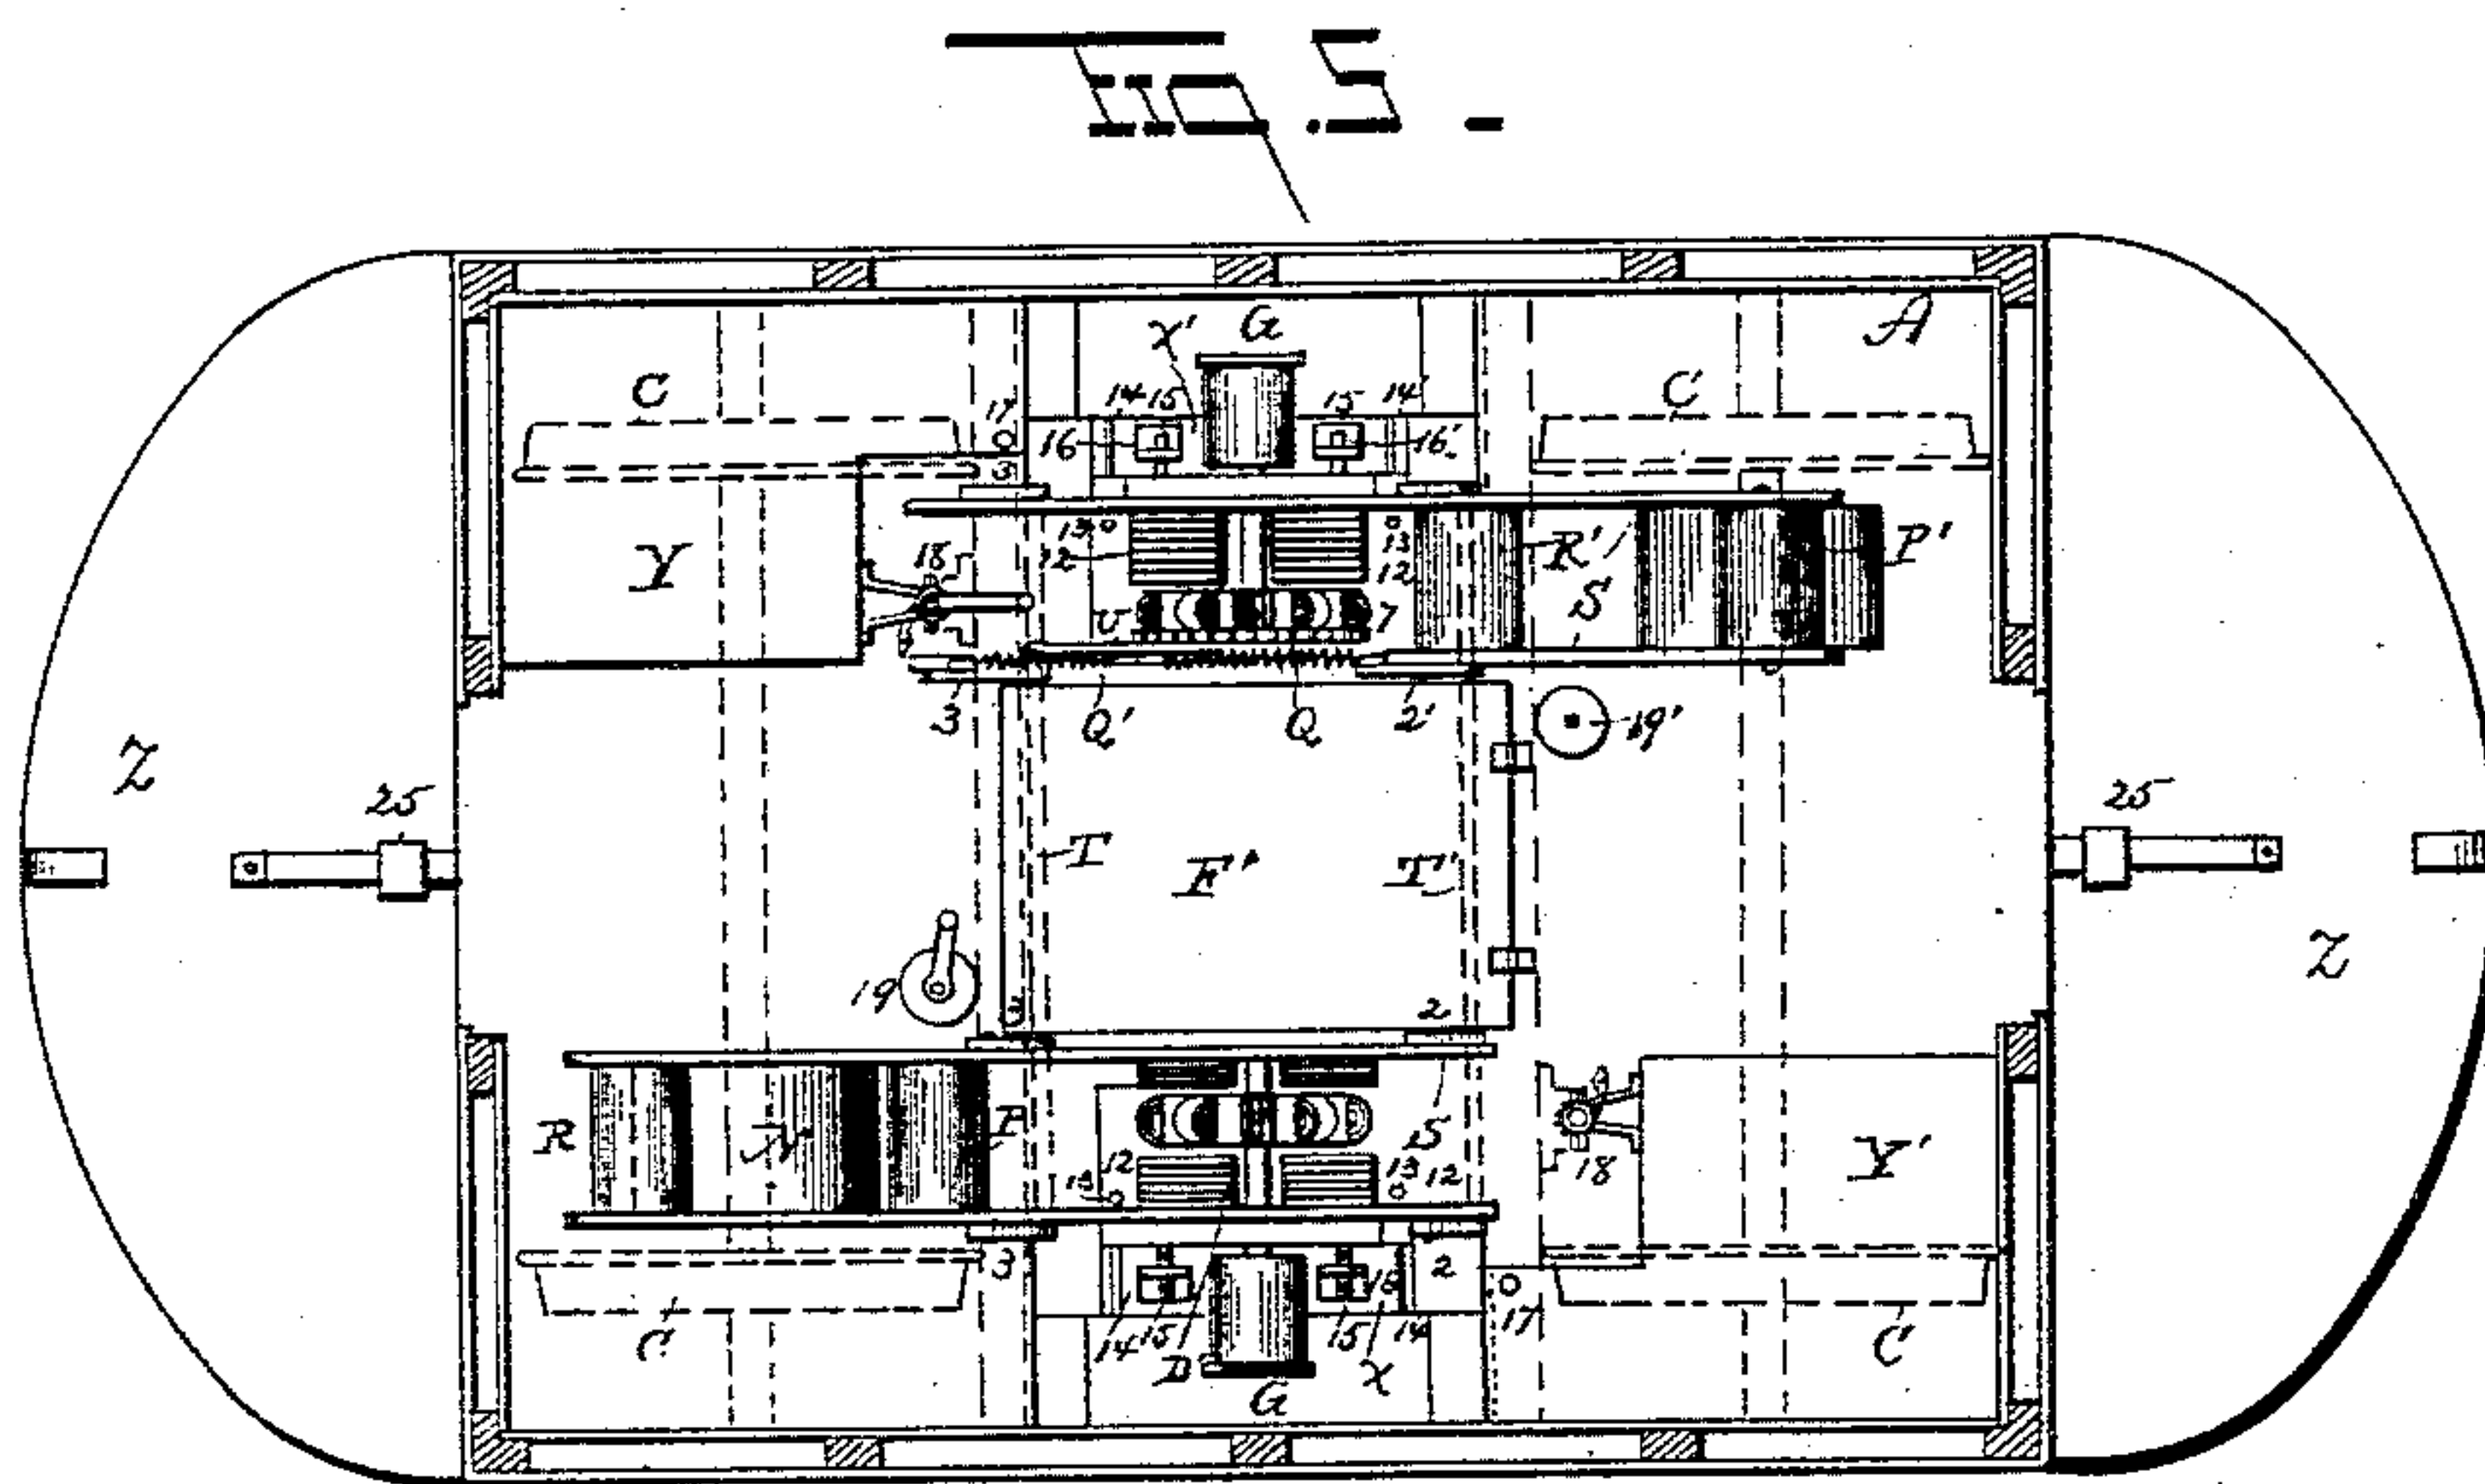 FIG. 5.
A
X' G
C C
14 15 15 14'
17
16 16'
3
Y
13 13
R' P'
18 12 12
S
U 7
3 Q' Q 2' 19'
Z
25 25
T F' T'
Z
19
2
R N P
S
12 13 12
13 18
Y'
3 2
17
14 15 15 14
C D' X C
G